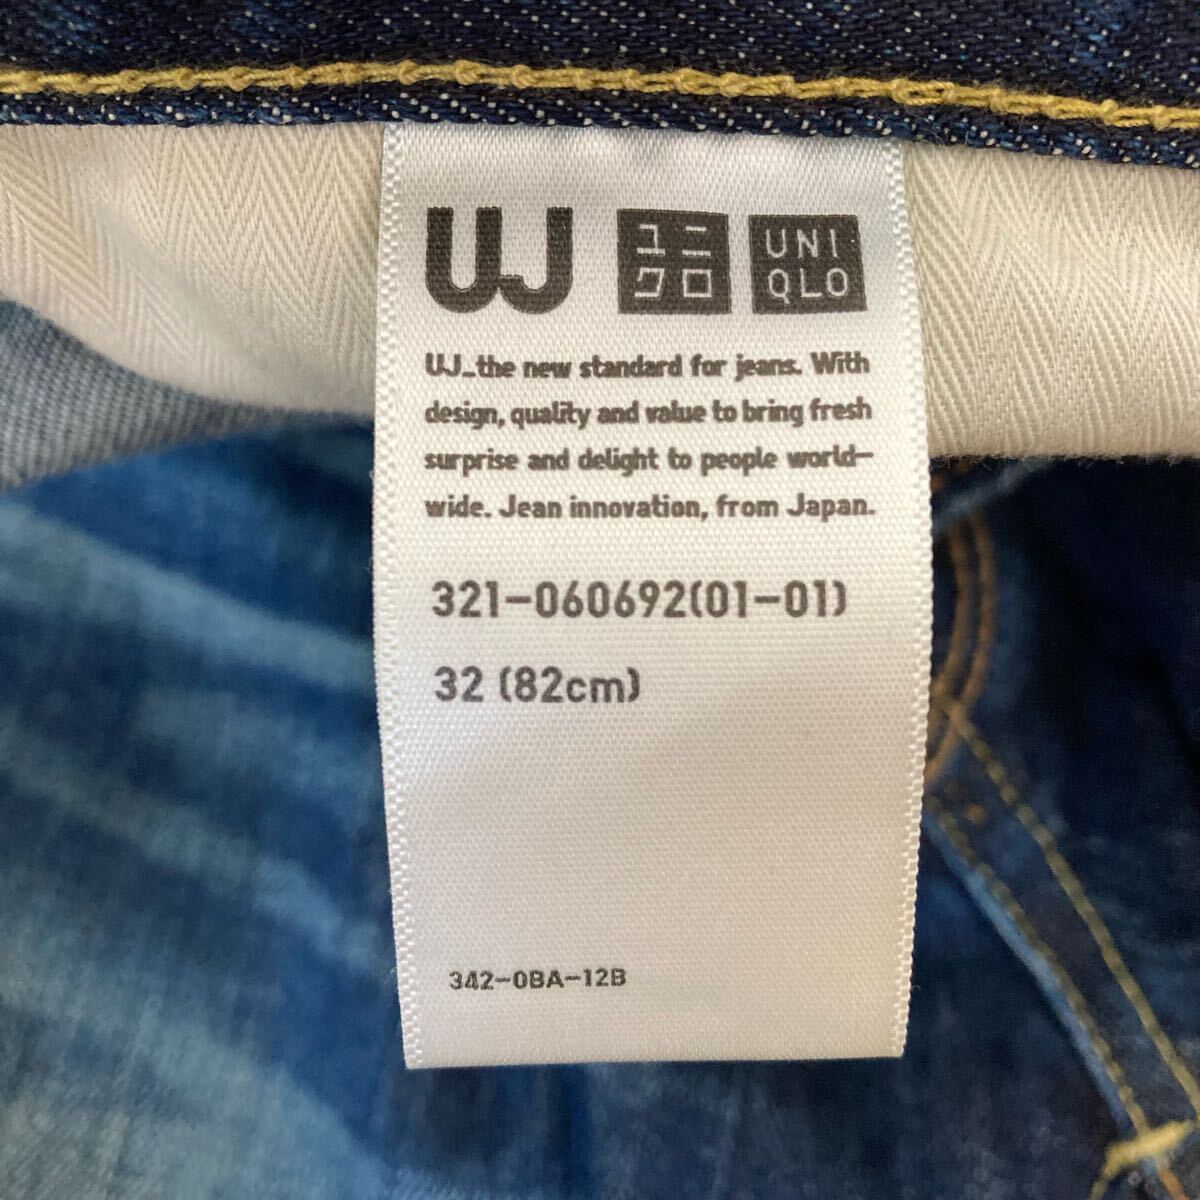 UJ ユニクロ UNIQLO
UJ_the new standard for jeans. With
design, quality and value to bring fresh
surprise and delight to people world-
wide. Jean innovation, from Japan.
321-060692(01-01)
32 (82cm)
342-0BA-12B